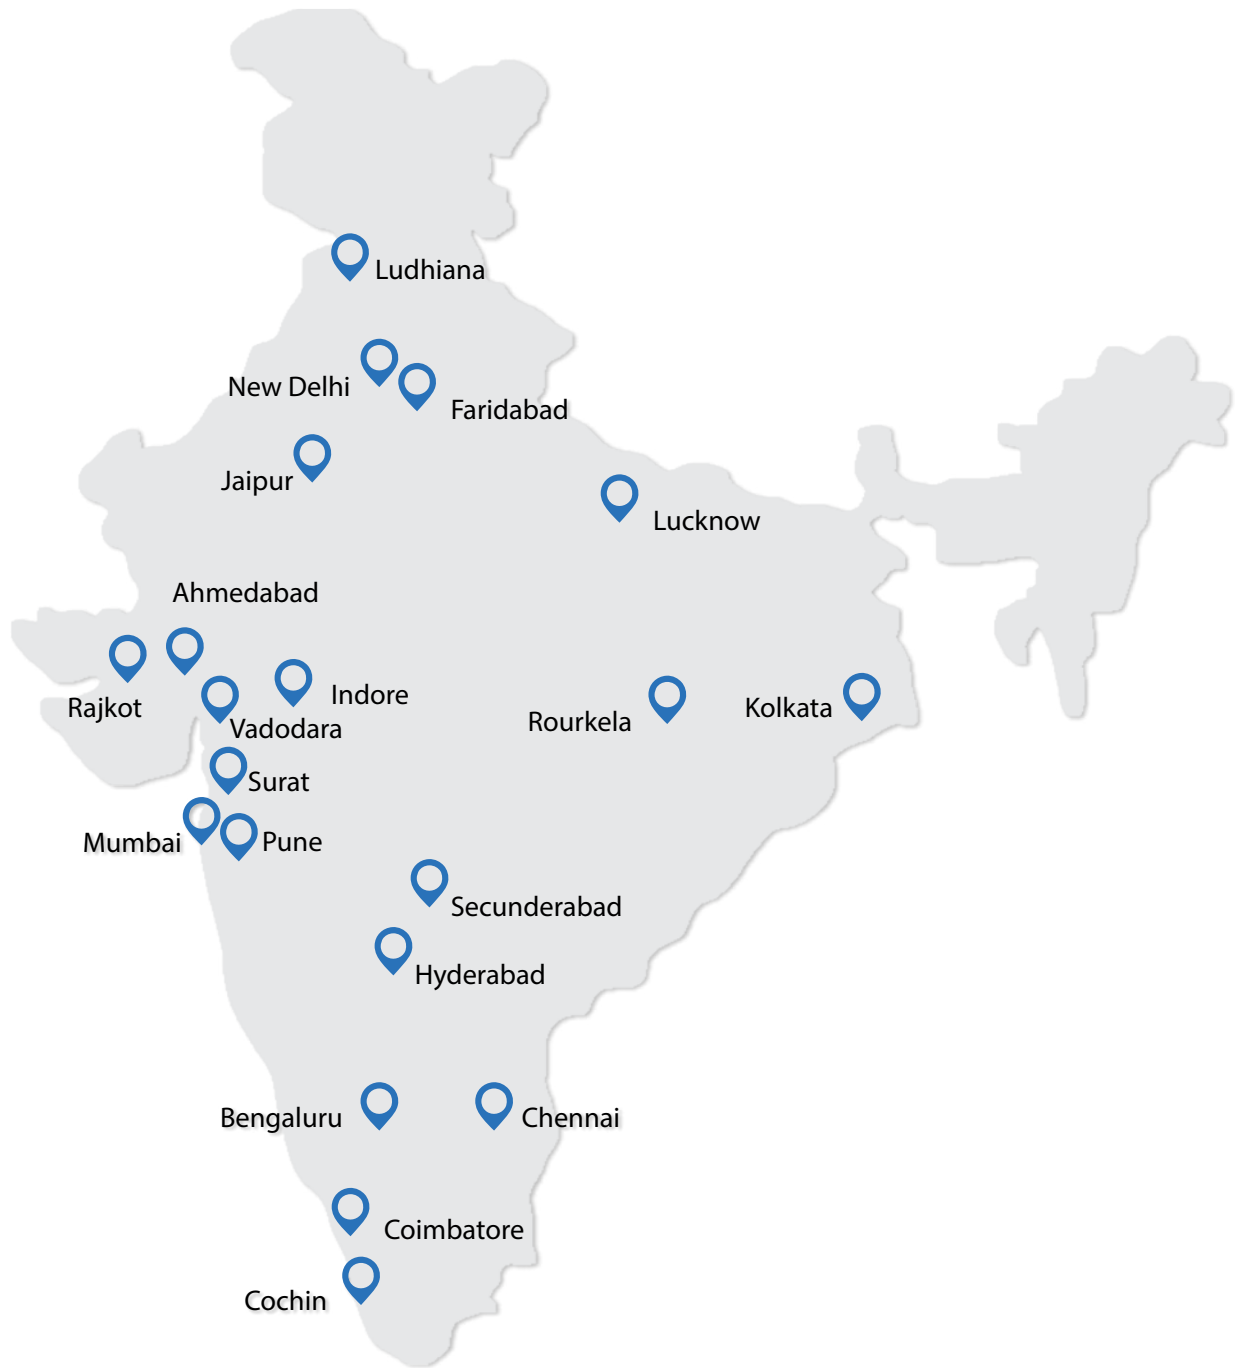 Ludhiana
New Delhi
Faridabad
Jaipur
Lucknow
Ahmedabad
Indore
Rajkot
Kolkata
Rourkela
Vadodara
Surat
Mumbai
Pune
Secunderabad
Hyderabad
Bengaluru
Chennai
Coimbatore
Cochin